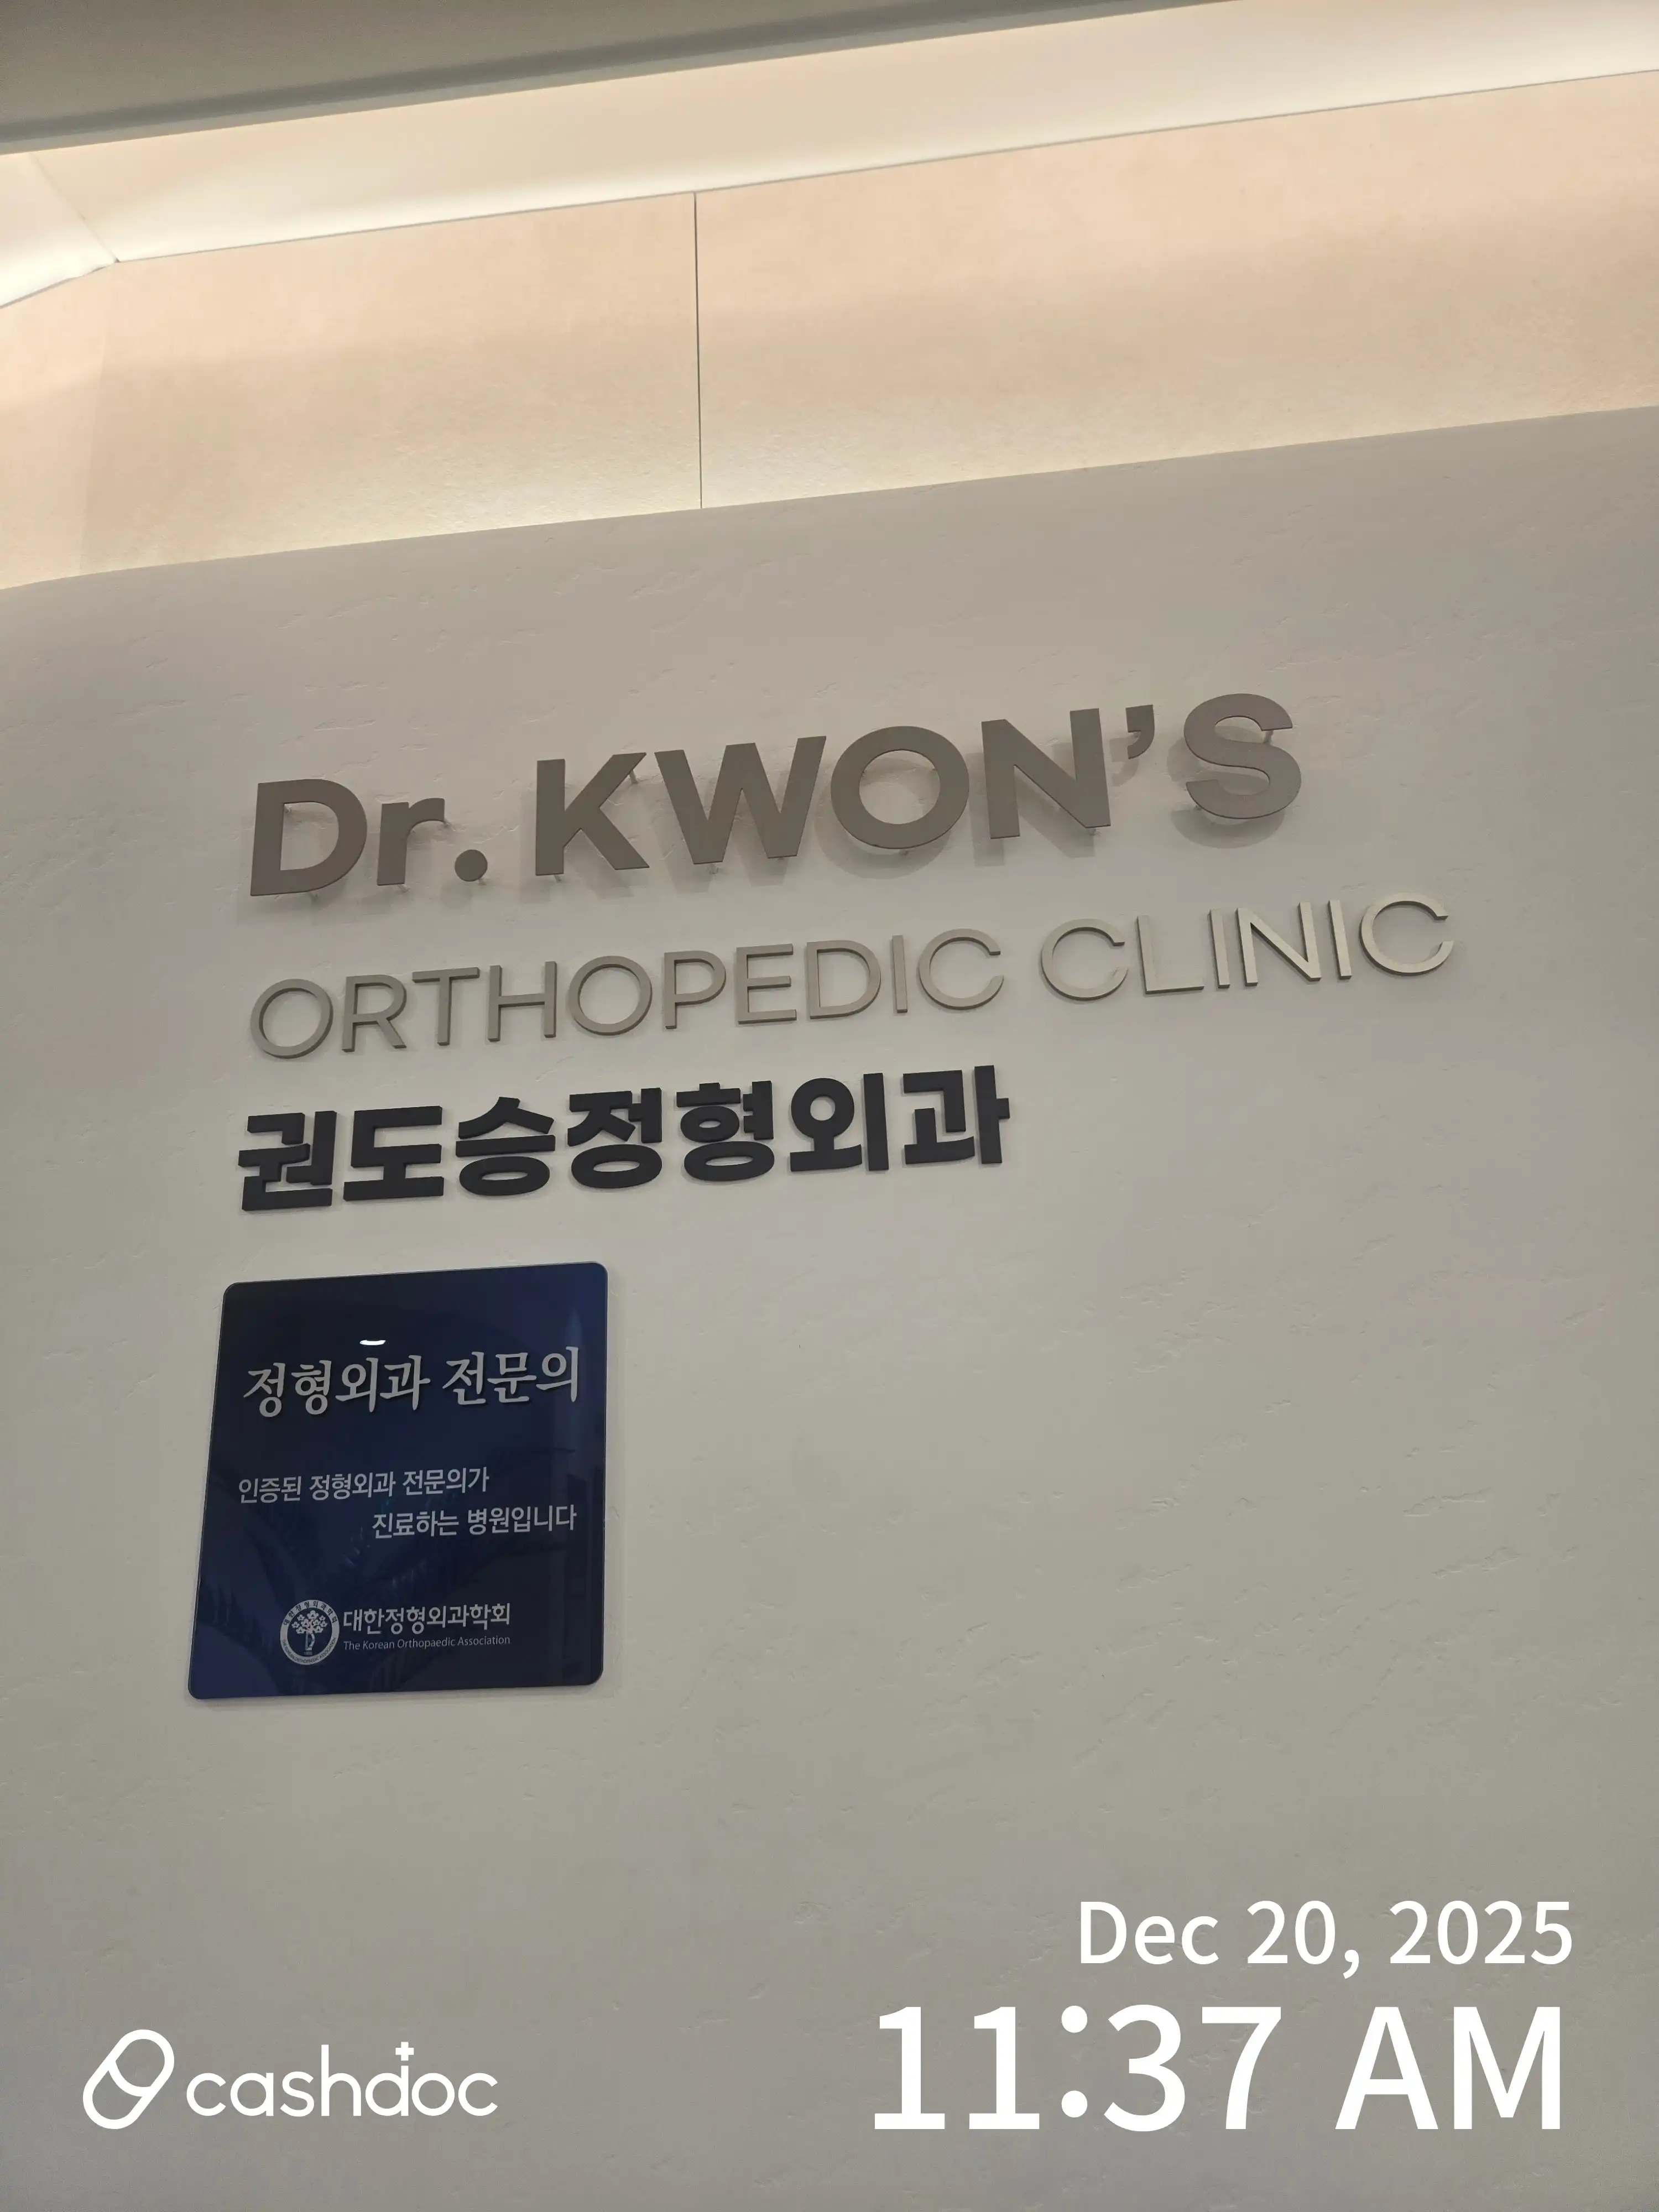 Dr. KWON'S
ORTHOPEDIC CLINIC
권도승정형외과
정형외과 전문의
인증된 정형외과 전문의가
진료하는 병원입니다
대한정형외과학회
The Korean Orthopaedic Association
Dec 20, 2025
11:37 AM
cashdoc